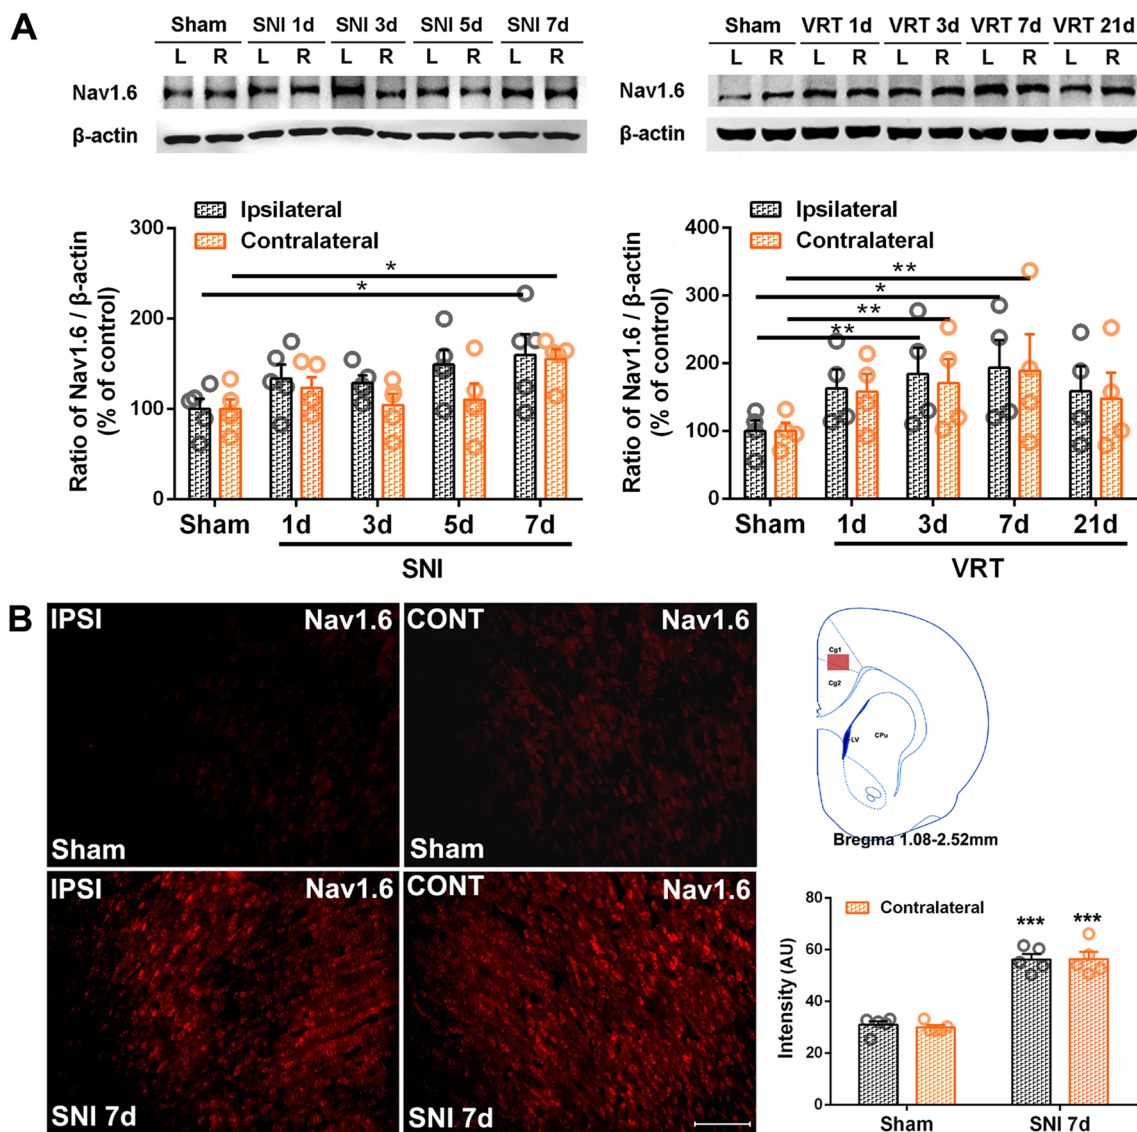 A
Sham SNI 1d SNI 3d SNI 5d SNI 7d
L R L R L R L R L R
Nav1.6
β-actin
Sham VRT 1d VRT 3d VRT 7d VRT 21d
L R L R L R L R L R
Nav1.6
β-actin
Ratio of Nav1.6 / β-actin
(% of control)
300
200
100
0
Ipsilateral
Contralateral
*
*
Sham 1d 3d 5d 7d
SNI
Ratio of Nav1.6 / β-actin
(% of control)
400
300
200
100
0
Ipsilateral
Contralateral
**
*
**
**
Sham 1d 3d 7d 21d
VRT
B
IPSI Nav1.6
Sham
CONT Nav1.6
Sham
IPSI Nav1.6
SNI 7d
CONT Nav1.6
SNI 7d
Cg1
Cg2
LV
CPu
Bregma 1.08-2.52mm
Intensity (AU)
80
60
40
20
0
Contralateral
*** ***
Sham SNI 7d